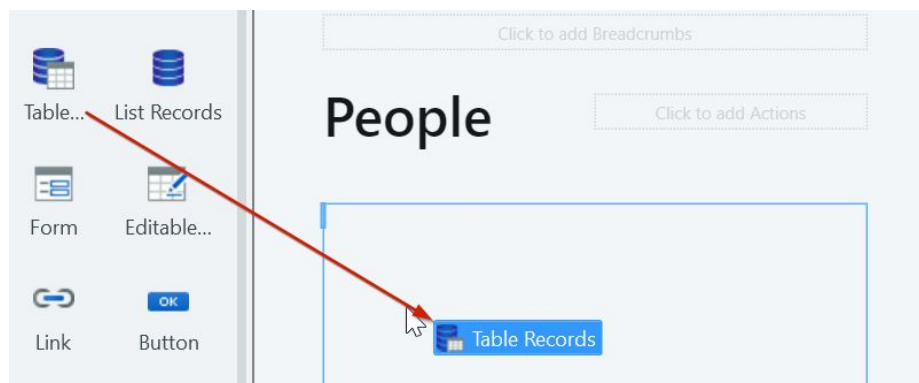 Click to add Breadcrumbs
Table... List Records
People
Click to add Actions
Form Editable...
OK
Link Button
Table Records